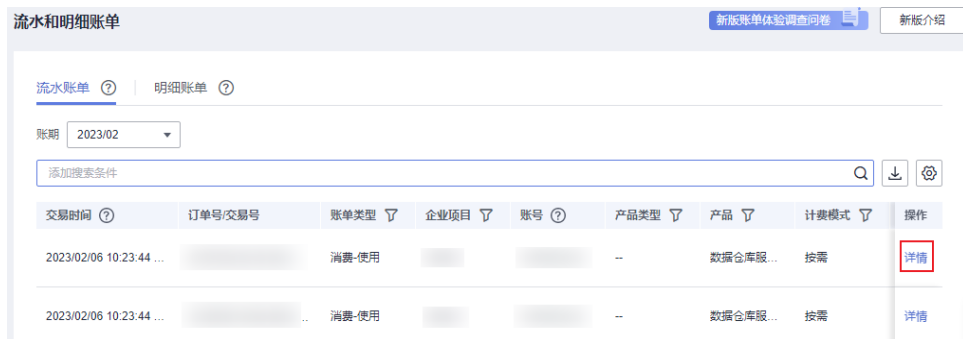 流水和明细账单 新版账单体验调查问卷 新版介绍
流水账单 ? 明细账单 ?
账期 2023/02
添加搜索条件
交易时间 ? 订单号/交易号 账单类型 企业项目 账号 ? 产品类型 产品 计费模式 操作
2023/02/06 10:23:44 ... 消费-使用 -- 数据仓库服... 按需 详情
2023/02/06 10:23:44 ... .. 消费-使用 -- 数据仓库服... 按需 详情